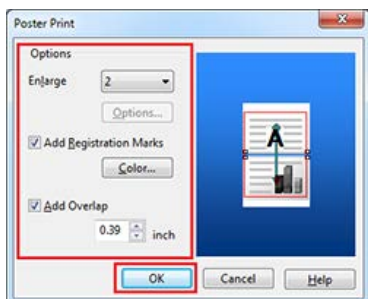 Poster Print
Options
Enlarge 2
Options...
Add Registration Marks
Color...
Add Overlap
0.39 inch
A
OK Cancel Help